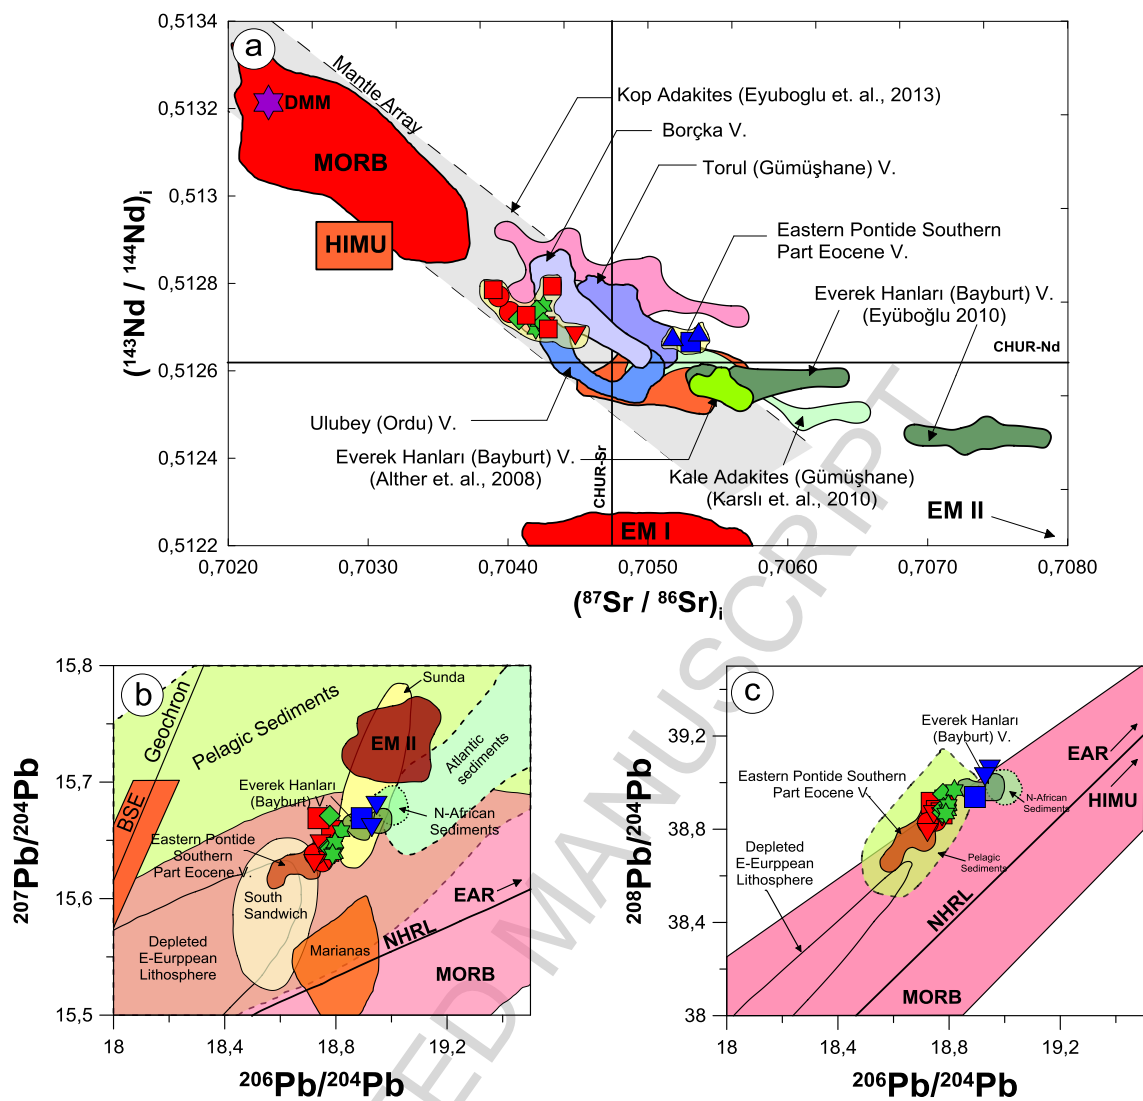 0,5134
0,5132
0,513
0,5128
0,5126
0,5124
0,5122
(¹⁴³Nd / ¹⁴⁴Nd)ᵢ
a
Mantle Array
DMM
MORB
HIMU
Kop Adakites (Eyuboglu et. al., 2013)
Borçka V.
Torul (Gümüşhane) V.
Eastern Pontide Southern
Part Eocene V.
Everek Hanları (Bayburt) V.
(Eyüboğlu 2010)
CHUR-Nd
Ulubey (Ordu) V.
Everek Hanları (Bayburt) V.
(Alther et. al., 2008)
CHUR-Sr
Kale Adakites (Gümüşhane)
(Karslı et. al., 2010)
EM I
EM II
0,7020
0,7030
0,7040
0,7050
0,7060
0,7070
0,7080
(⁸⁷Sr / ⁸⁶Sr)ᵢ
15,8
15,7
15,6
15,5
²⁰⁷Pb/²⁰⁴Pb
b
Geochron
Pelagic Sediments
Sunda
EM II
Atlantic
sediments
BSE
Everek Hanları
(Bayburt) V.
N-African
Sediments
Eastern Pontide
Southern
Part Eocene V.
South
Sandwich
EAR
Depleted
E-Eurppean
Lithosphere
Marianas
NHRL
MORB
18
18,4
18,8
19,2
²⁰⁶Pb/²⁰⁴Pb
39,2
38,8
38,4
38
²⁰⁸Pb/²⁰⁴Pb
c
Everek Hanları
(Bayburt) V.
EAR
HIMU
Eastern Pontide Southern
Part Eocene V
N-African
Sediments
Depleted
E-Eurppean
Lithosphere
Pelagic
Sediments
NHRL
MORB
18
18,4
18,8
19,2
²⁰⁶Pb/²⁰⁴Pb
TED MANUSCRIPT